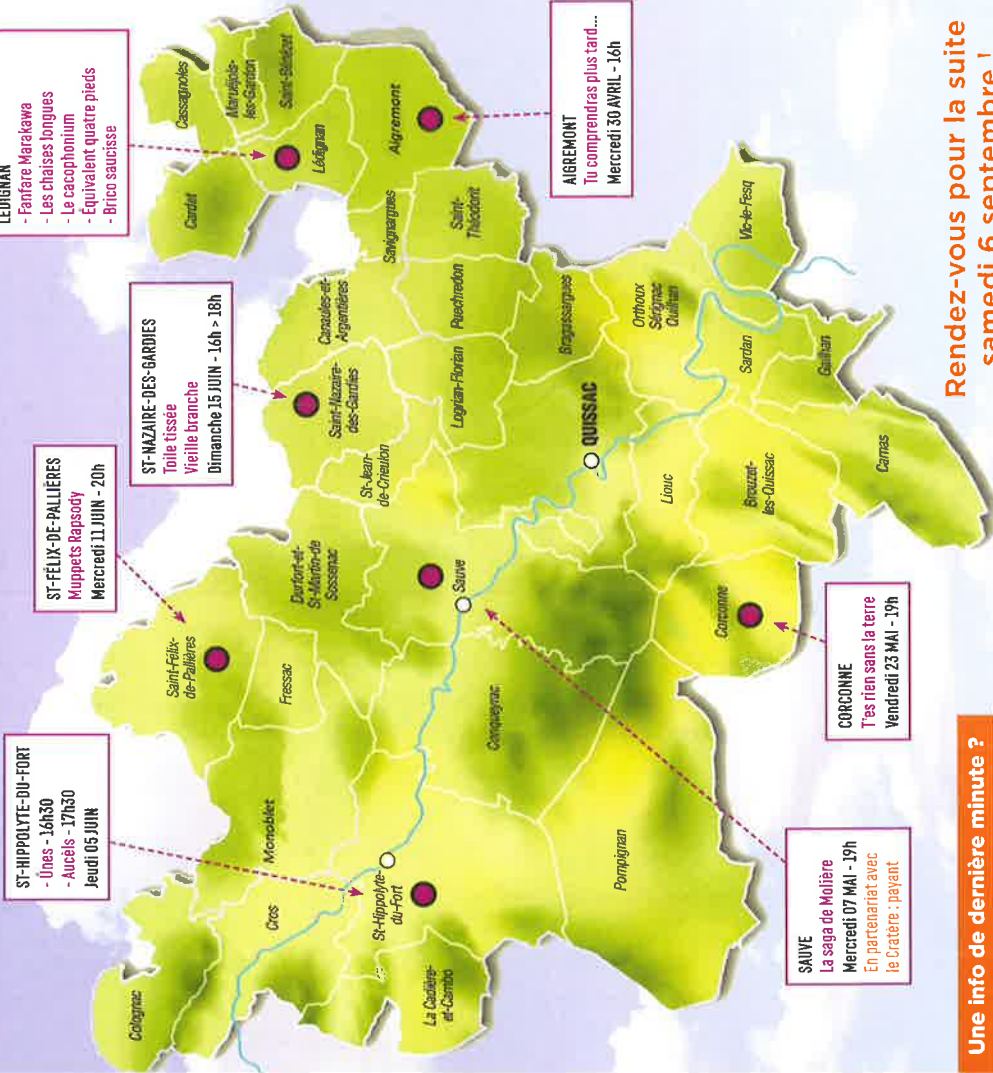 ST-HIPPOLYTE-DU-FORT
- Ünes - 16h30
- Aucèls - 17h30
Jeudi 05 JUIN
ST-FÉLIX-DE-PALLIÈRES
Muppets Rapsody
Mercredi 11 JUIN - 20h
ST-NAZAIRE-DES-GARDIES
Toile tissée
Vieille branche
Dimanche 15 JUIN - 16h > 18h
LÉDIGNAN
- Fanfare Marakawa
- Les chaises longues
- Le cacophonium
- Équivalent quatre pieds
- Brico saucisse
Colognac
Cros
Monoblet
Saint-Félix-
de-Pallières
Fressac
Durfort-et-
St-Martin-de
Sossenac
St-Jean-
de-Crieulon
Saint-Nazaire-
des-Gardies
Canaules-et-
Argentières
Savignargues
Cardet
Cassagnoles
Maruéjols-
les-Gardon
Saint-Bénézet
Lédignan
Aigremont
St-Hippolyte-
du-Fort
La Cadière-
et-Cambo
Conqueyrac
Sauve
Logrian-Florian
Puechredon
Saint-
Théodorit
Pompignan
QUISSAC
Bragassargues
Orthoux
Sérignac
Quilhan
Liouc
Corconne
Brouzet-
les-Quissac
Sardan
Vic-le-Fesq
Gailhan
Carnas
AIGREMONT
Tu comprendras plus tard...
Mercredi 30 AVRIL - 16h
SAUVE
La saga de Molière
Mercredi 07 MAI - 19h
En partenariat avec
le Cratère : payant
CORCONNE
T'es rien sans la terre
Vendredi 23 MAI - 19h
Une info de dernière minute ?
Rendez-vous pour la suite
samedi 6 septembre !